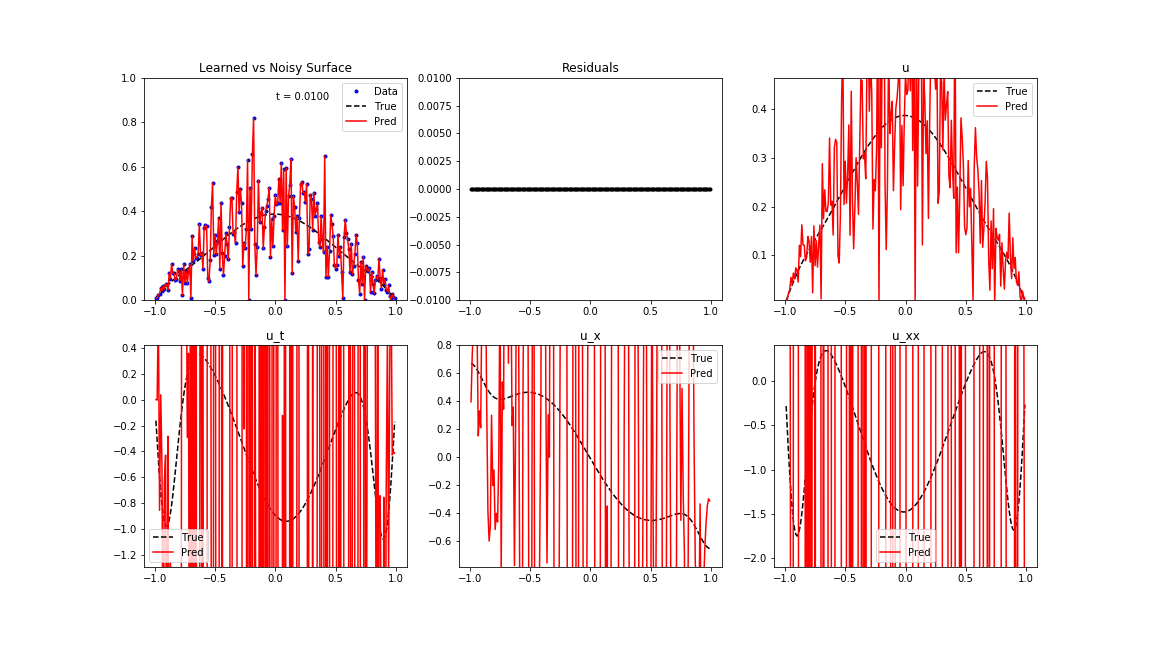 Learned vs Noisy Surface
1.0
0.8
0.6
0.4
0.2
0.0
−1.0 −0.5 0.0 0.5 1.0
t = 0.0100
Data
True
Pred
Residuals
0.0100
0.0075
0.0050
0.0025
0.0000
−0.0025
−0.0050
−0.0075
−0.0100
−1.0 −0.5 0.0 0.5 1.0
u
0.4
0.3
0.2
0.1
−1.0 −0.5 0.0 0.5 1.0
True
Pred
u_t
0.4
0.2
0.0
−0.2
−0.4
−0.6
−0.8
−1.0
−1.2
−1.0 −0.5 0.0 0.5 1.0
True
Pred
u_x
0.8
0.6
0.4
0.2
0.0
−0.2
−0.4
−0.6
−1.0 −0.5 0.0 0.5 1.0
True
Pred
u_xx
0.0
−0.5
−1.0
−1.5
−2.0
−1.0 −0.5 0.0 0.5 1.0
True
Pred